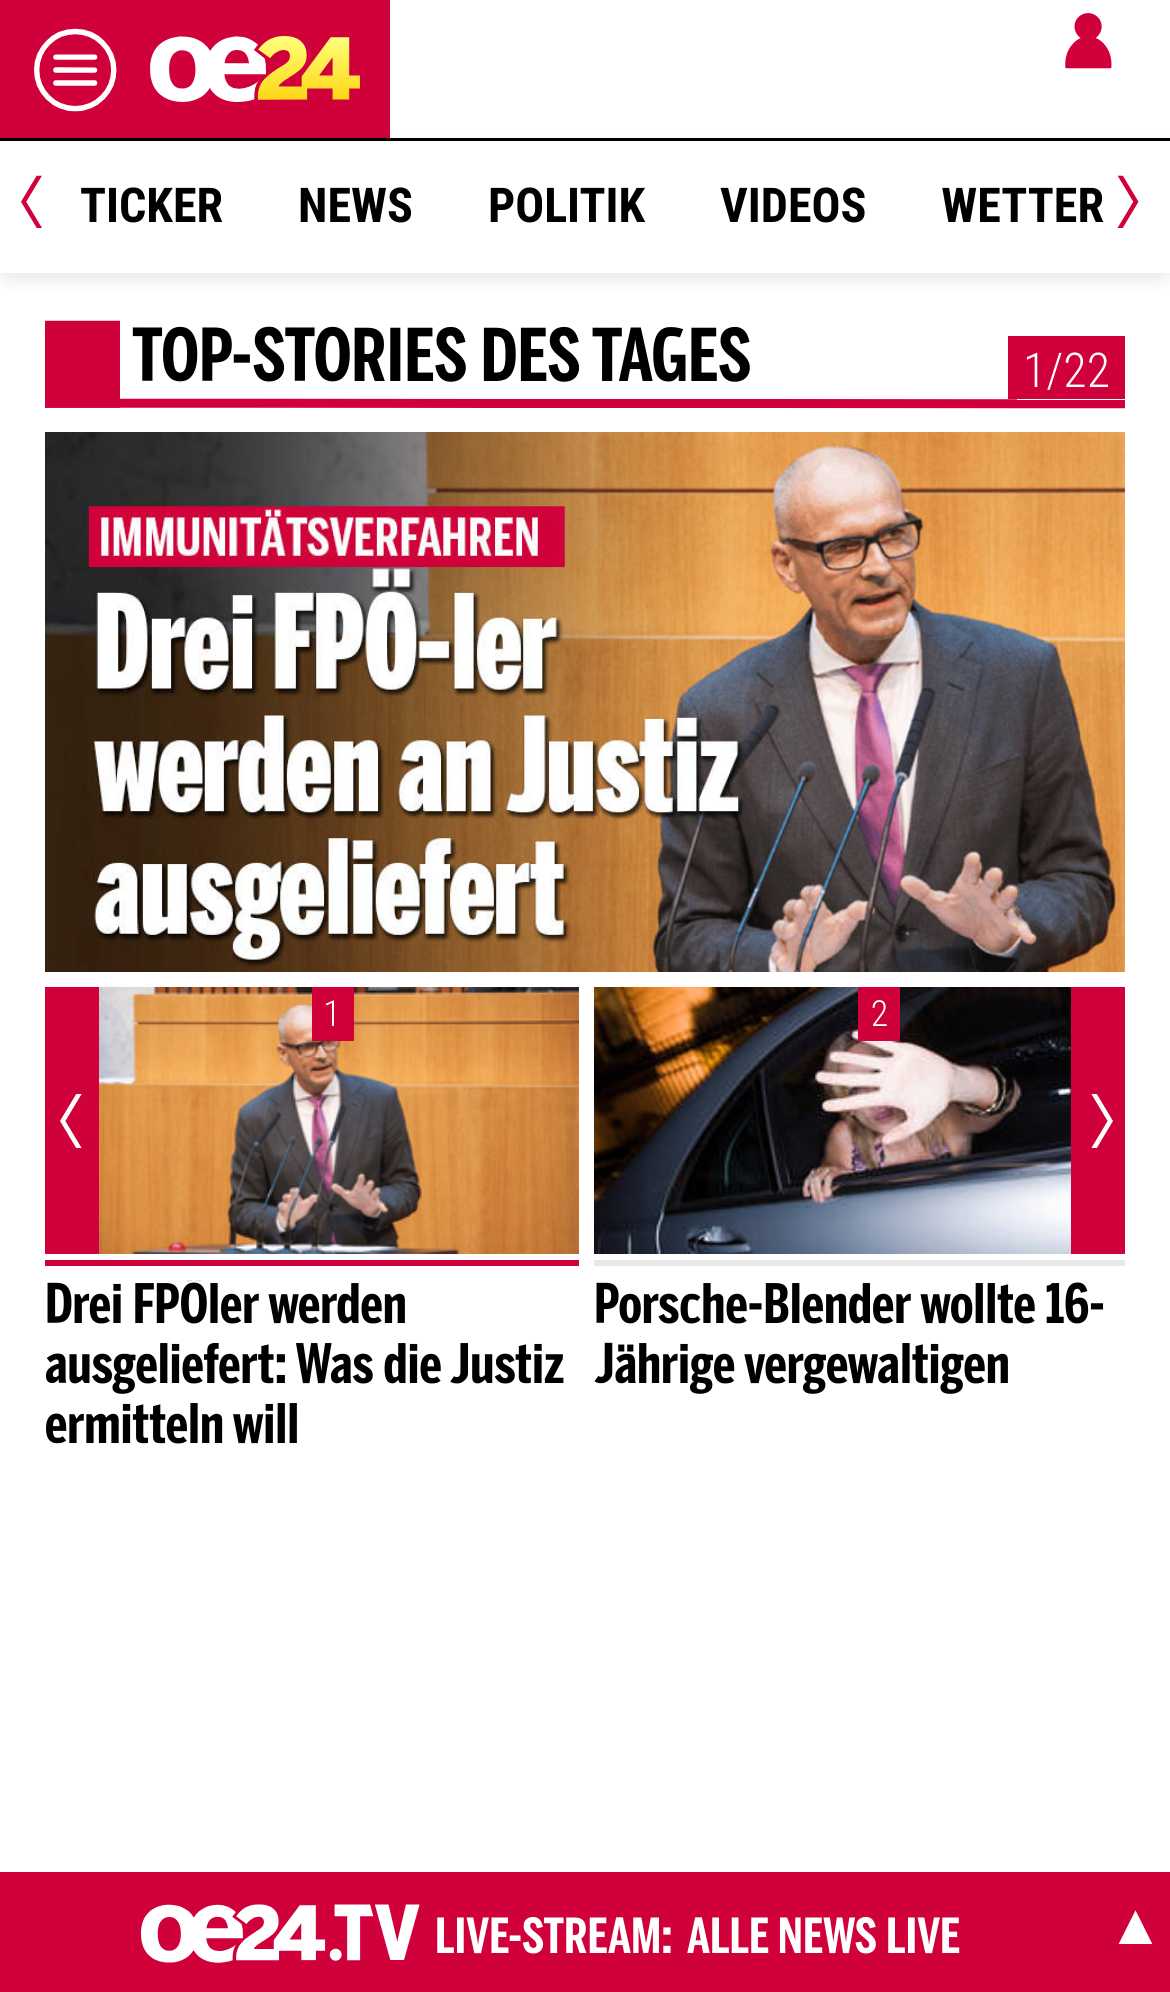 oe24
TICKER NEWS POLITIK VIDEOS WETTER
TOP-STORIES DES TAGES
1/22
IMMUNITÄTSVERFAHREN
Drei FPÖ-ler
werden an Justiz
ausgeliefert
1
2
Drei FPOler werden
ausgeliefert: Was die Justiz
ermitteln will
Porsche-Blender wollte 16-
Jährige vergewaltigen
oe24.TV LIVE-STREAM: ALLE NEWS LIVE